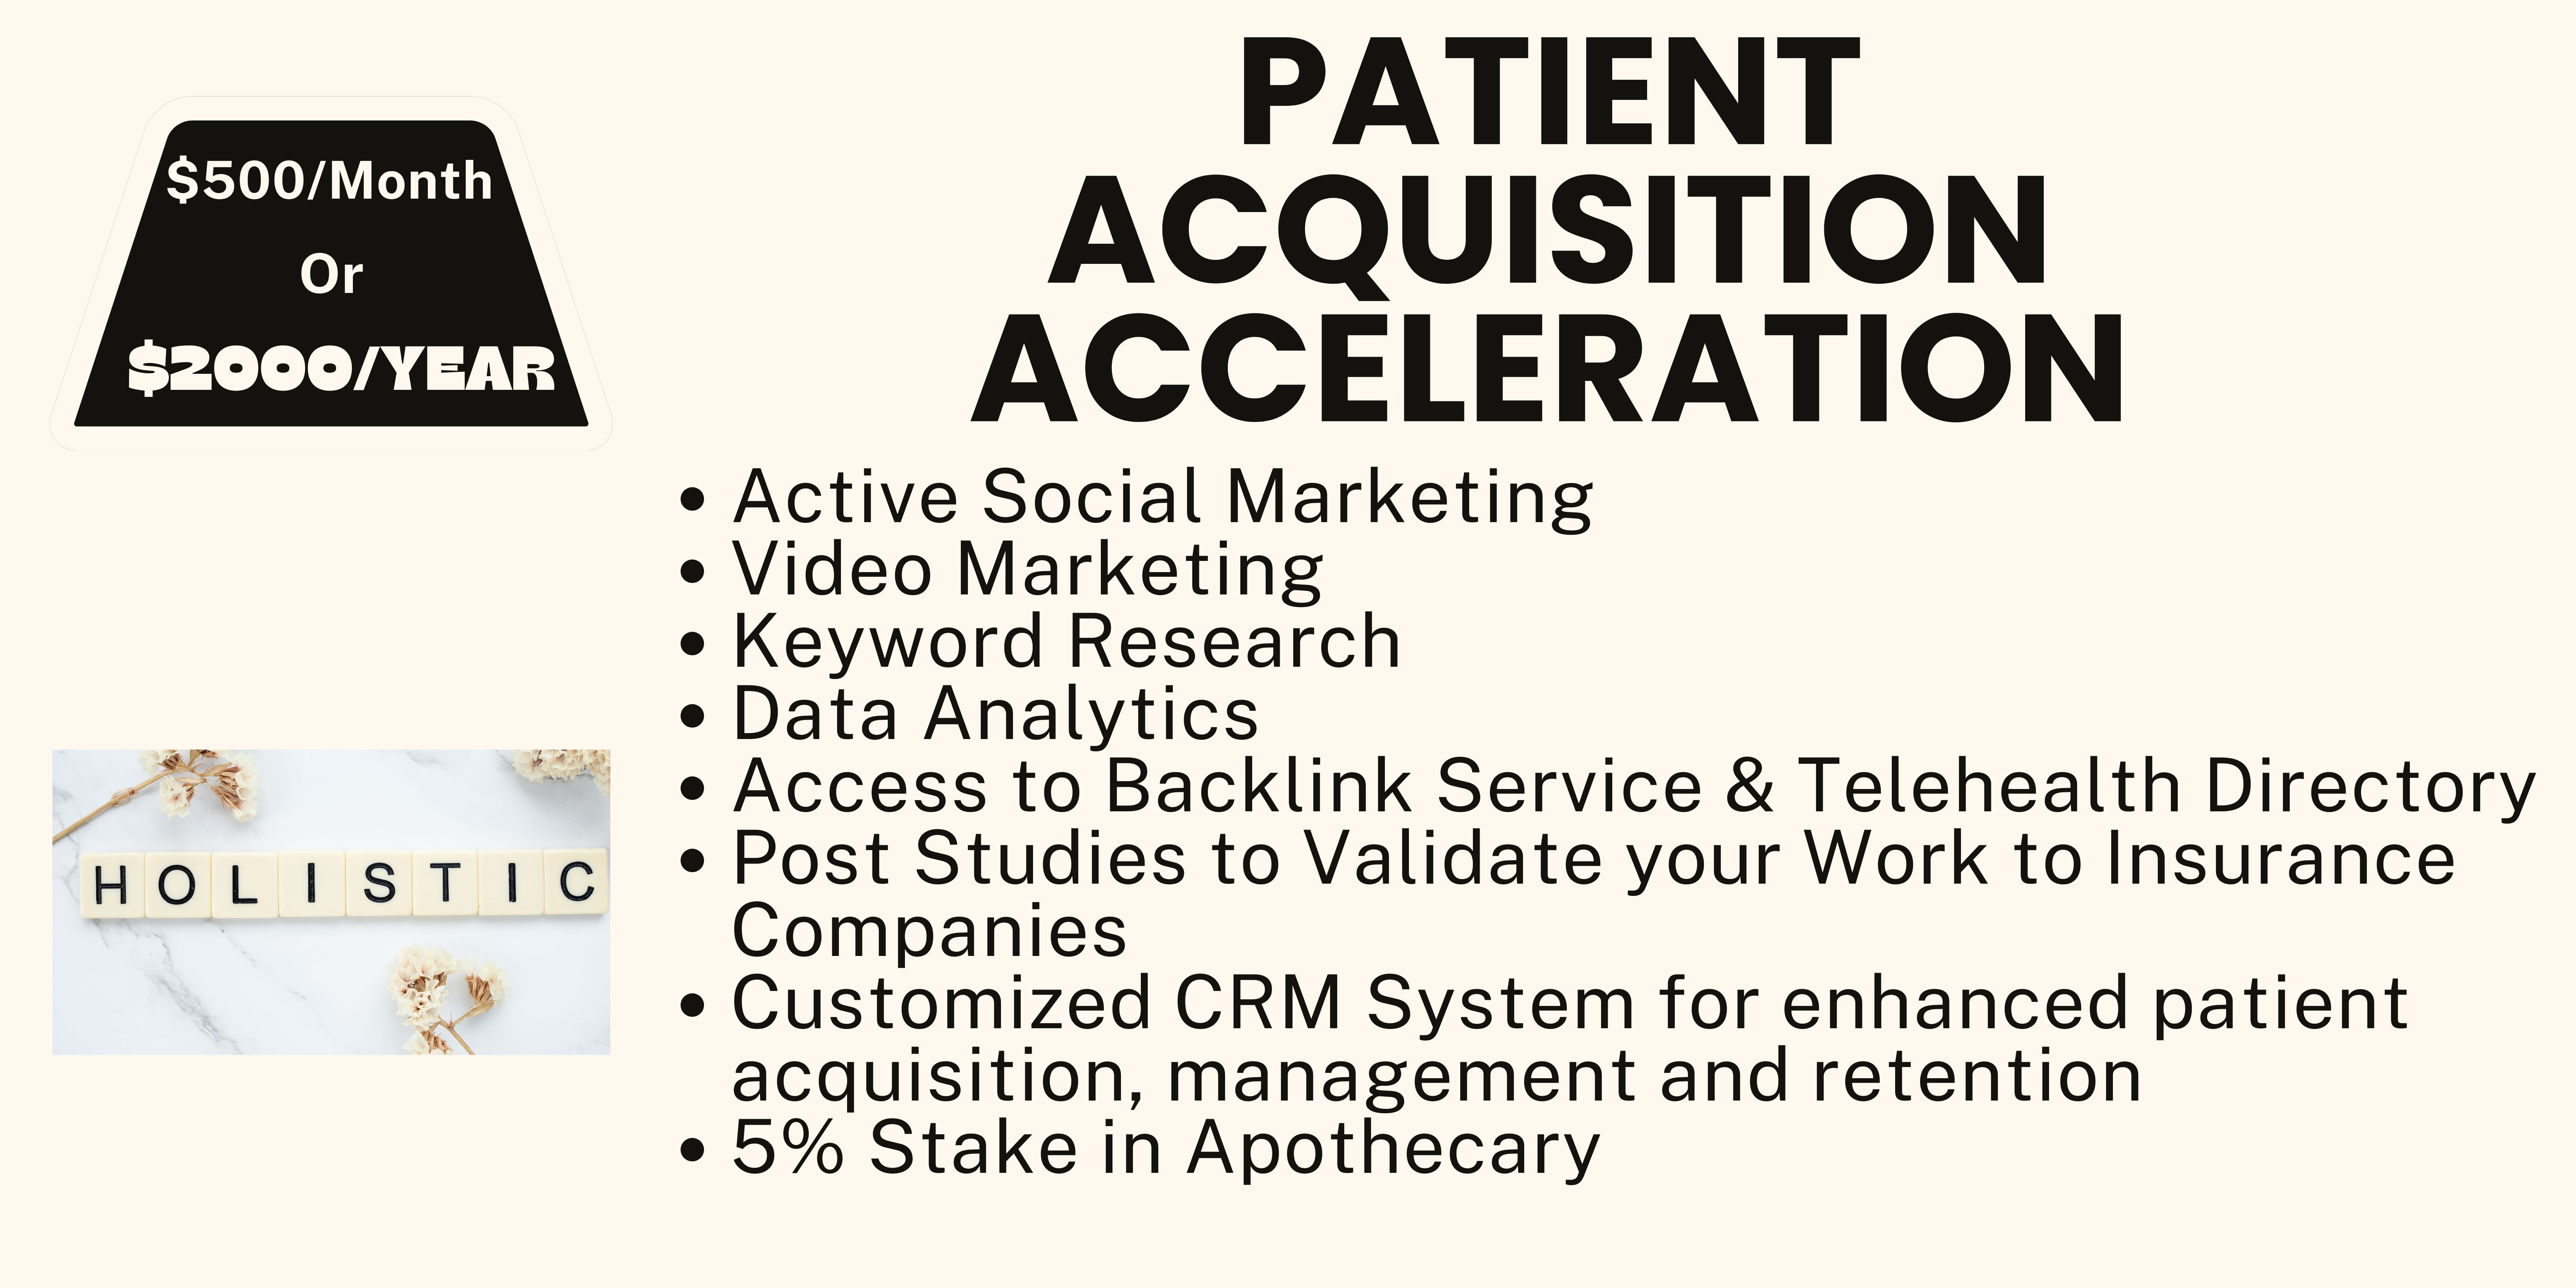 PATIENT
ACQUISITION
ACCELERATION
$500/Month
Or
$2000/YEAR
• Active Social Marketing
• Video Marketing
• Keyword Research
• Data Analytics
• Access to Backlink Service & Telehealth Directory
• Post Studies to Validate your Work to Insurance
Companies
• Customized CRM System for enhanced patient
acquisition, management and retention
• 5% Stake in Apothecary
HOLISTIC